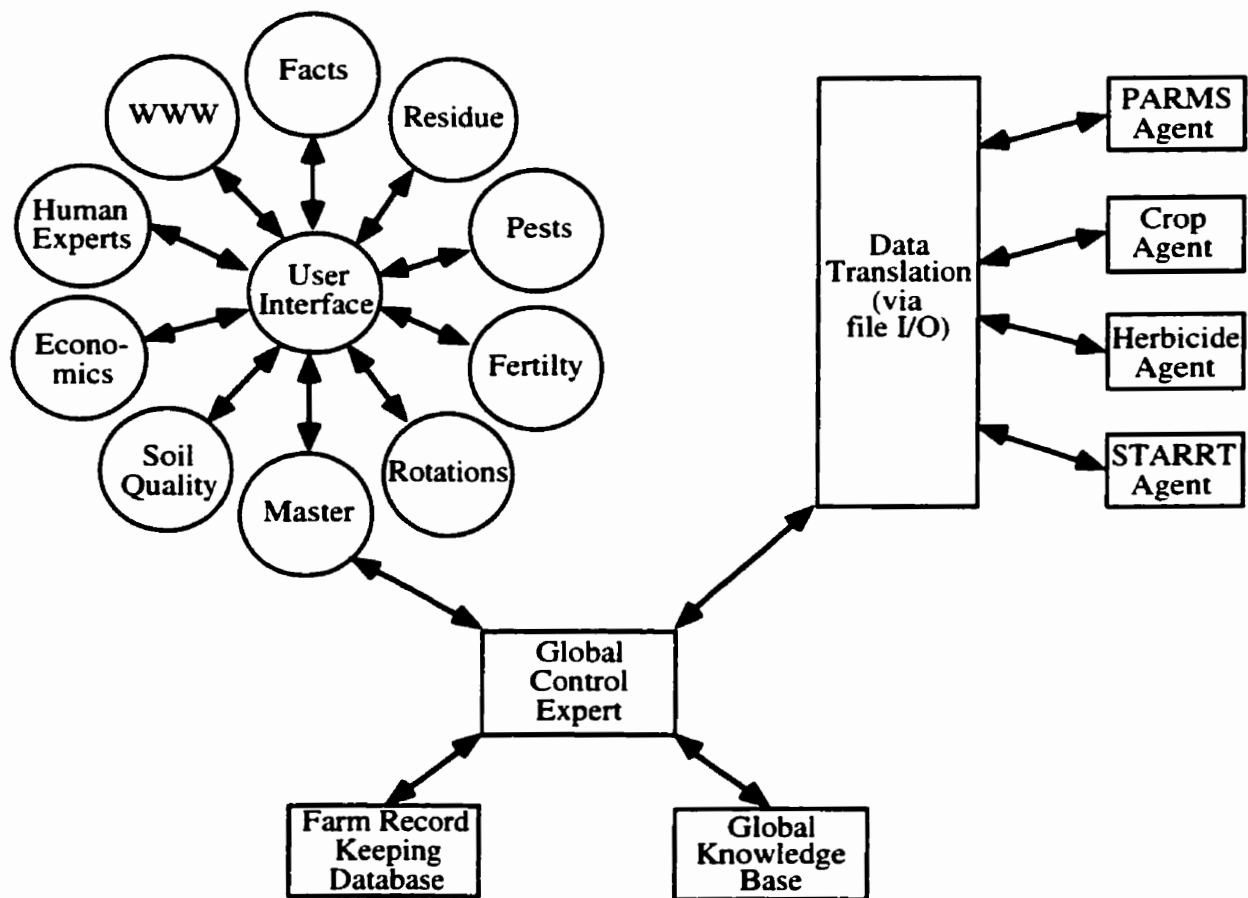 Facts
WWW
Residue
Human
Experts
Pests
User
Interface
Econo-
mics
Fertilty
Soil
Quality
Rotations
Master
Data
Translation
(via
file I/O)
PARMS
Agent
Crop
Agent
Herbicide
Agent
STARRT
Agent
Global
Control
Expert
Farm Record
Keeping
Database
Global
Knowledge
Base